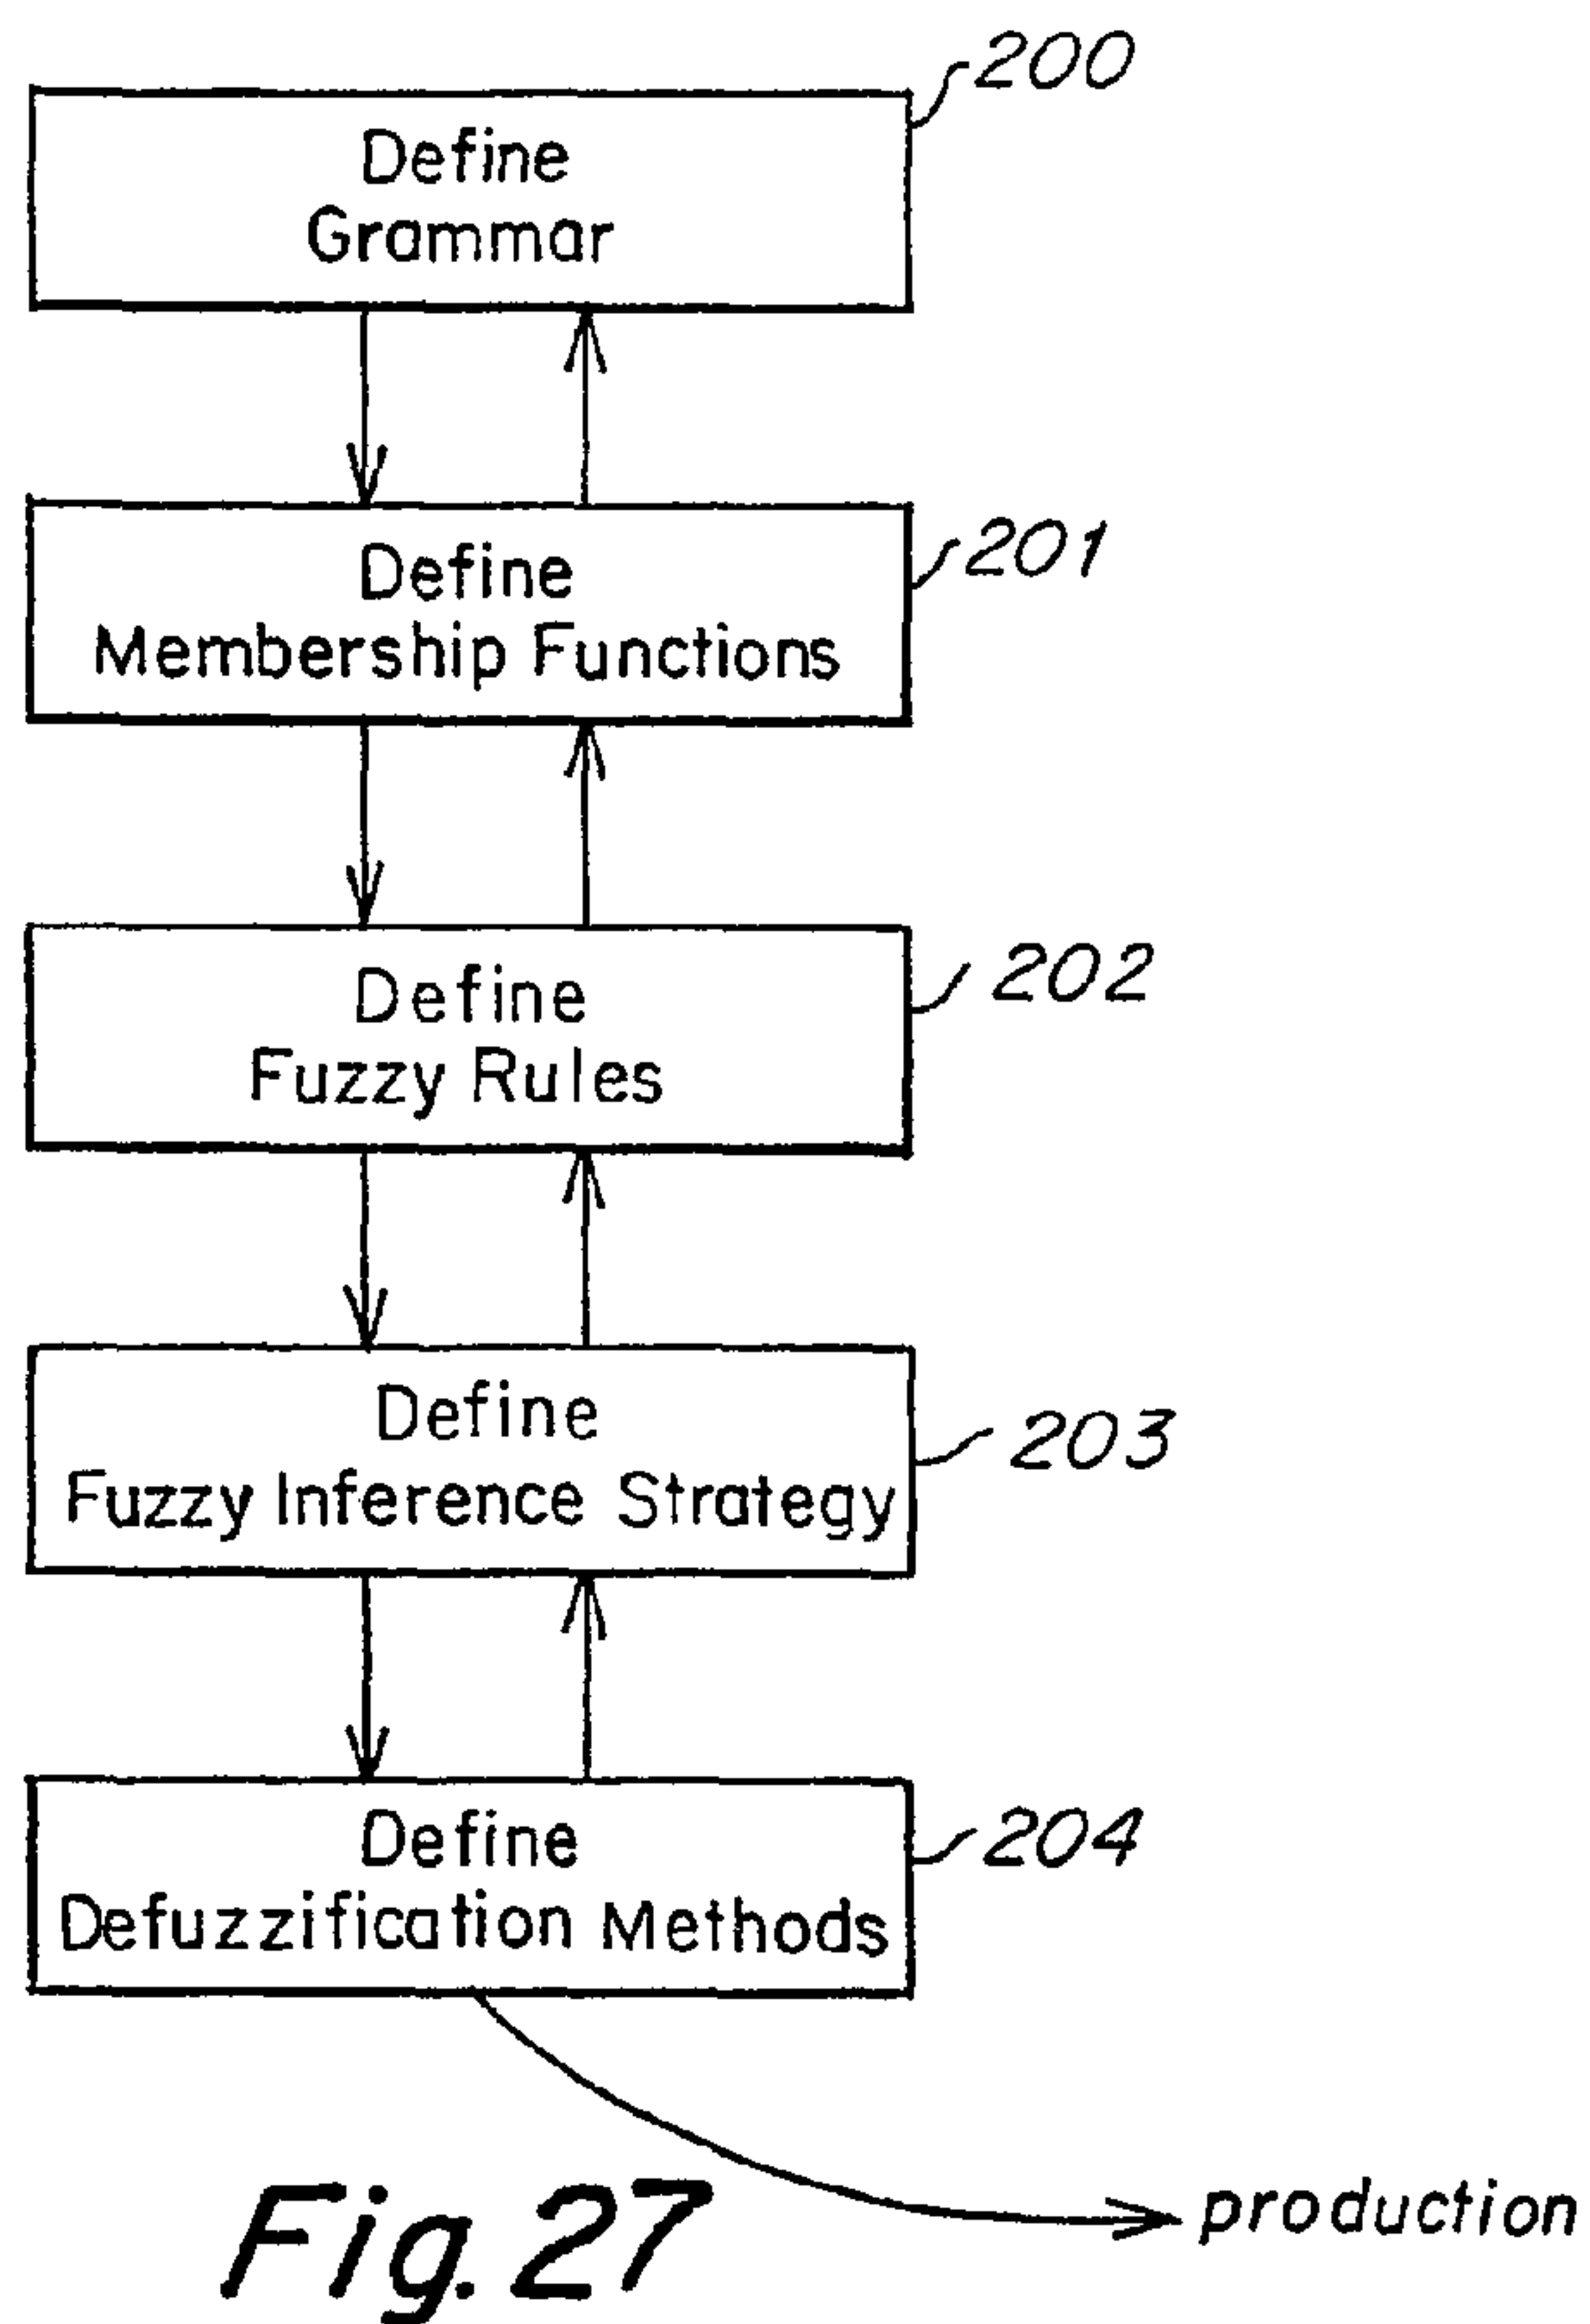 200
Define
Grammar
201
Define
Membership Functions
202
Define
Fuzzy Rules
203
Define
Fuzzy Inference Strategy
204
Define
Defuzzification Methods
production
Fig. 27